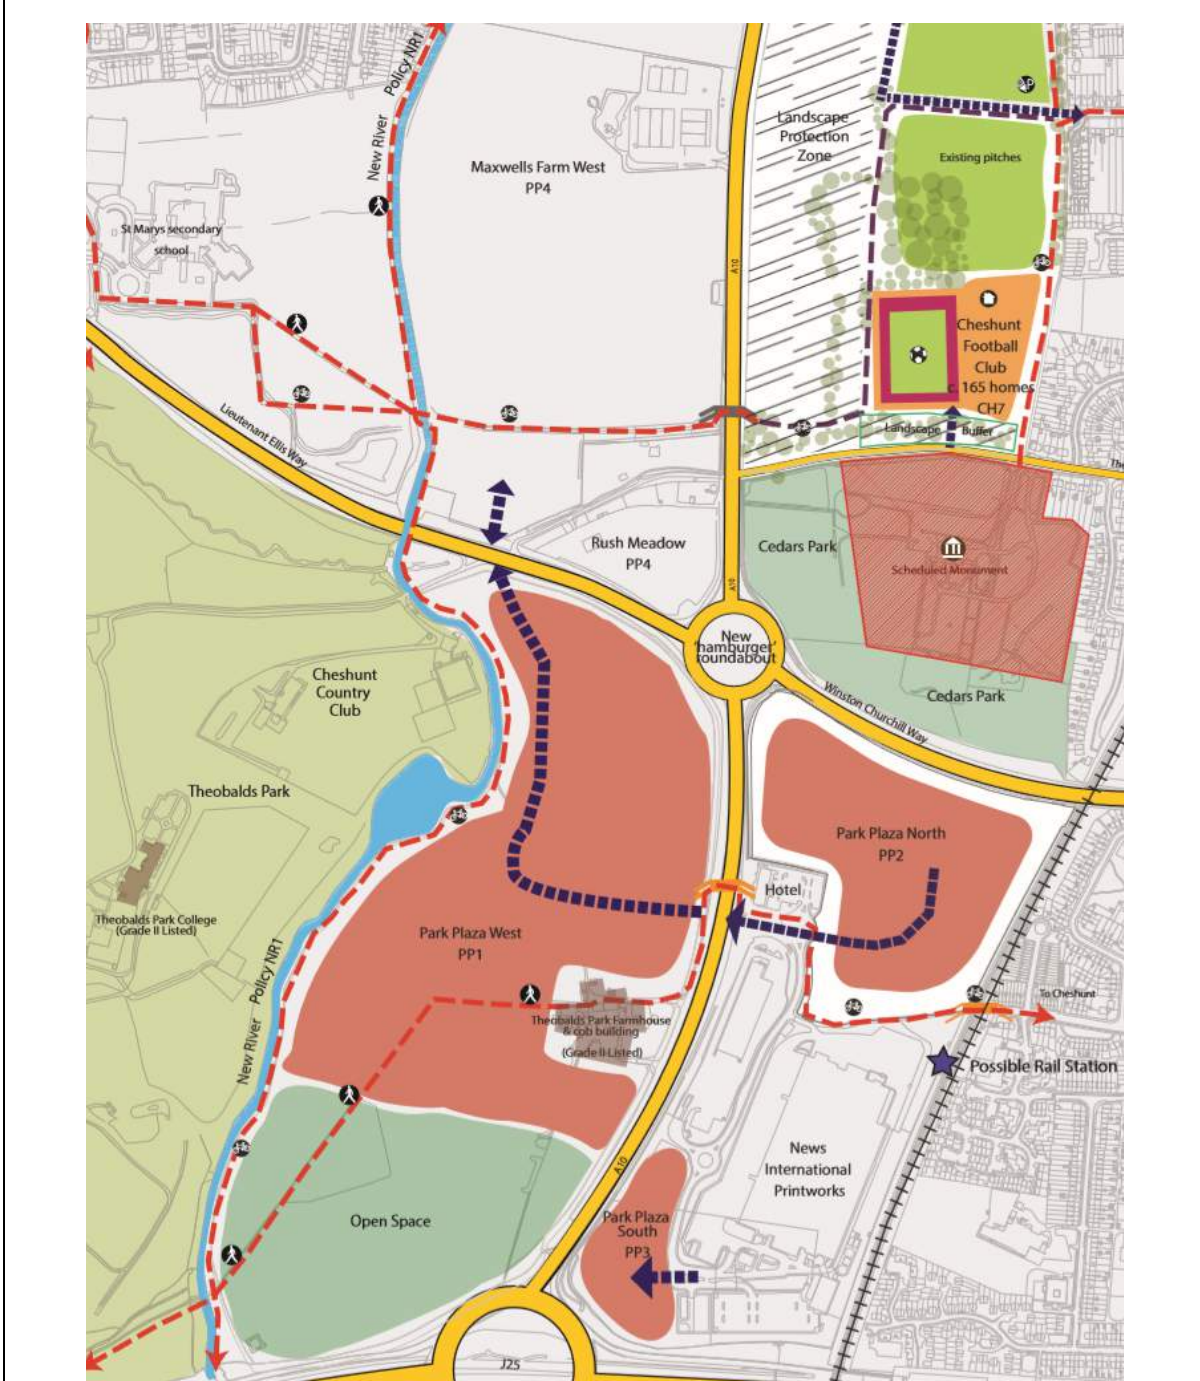 New River
Policy NR1
Maxwells Farm West
PP4
Landscape
Protection
Zone
Existing pitches
St Marys secondary
school
A10
Cheshunt
Football
Club
c. 165 homes
CH7
Landscape Buffer
Lieutenant Ellis Way
Rush Meadow
PP4
Cedars Park
Scheduled Monument
A10
New
'hamburger'
roundabout
Cheshunt
Country
Club
Cedars Park
Winston Churchill Way
Theobalds Park
Park Plaza North
PP2
Hotel
Theobalds Park College
(Grade II Listed)
Park Plaza West
PP1
New River
Policy NR1
To Cheshunt
Theobalds Park Farmhouse
& cob building
(Grade II Listed)
Possible Rail Station
News
International
Printworks
A10
Open Space
Park Plaza
South
PP3
J25